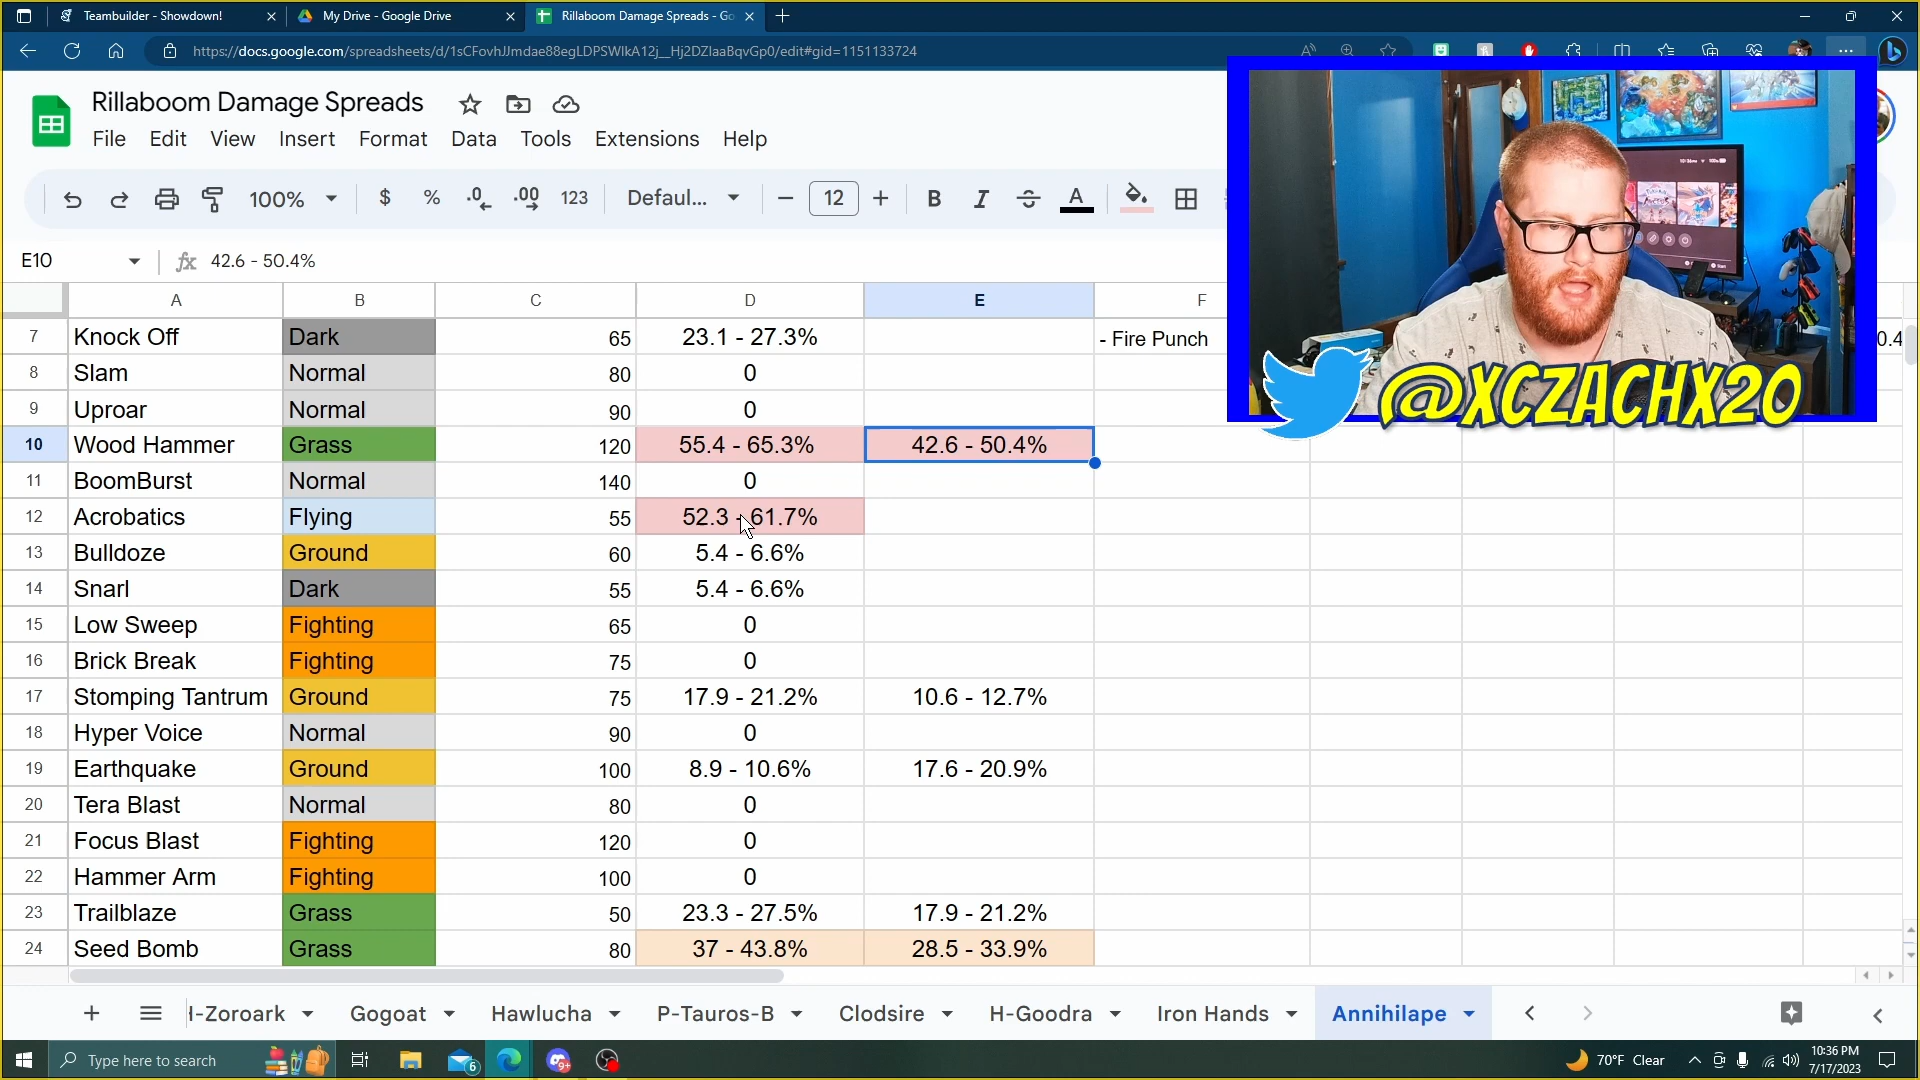 Teambuilder - Showdown!
My Drive - Google Drive
Rillaboom Damage Spreads - Go
https://docs.google.com/spreadsheets/d/1sCFovhJJmdae88egLDPSWIkA12j__Hj2DZlaaBqvGp0/edit#gid=1151133724
Rillaboom Damage Spreads
File Edit View Insert Format Data Tools Extensions Help
100% $ % .0 .00 123 Defaul... 12 B I A
E10 42.6 - 50.4%
A B C D E F
7 Knock Off Dark 65 23.1 - 27.3% - Fire Punch 0.4
8 Slam Normal 80 0
9 Uproar Normal 90 0
@XCZACHX20
10 Wood Hammer Grass 120 55.4 - 65.3% 42.6 - 50.4%
11 BoomBurst Normal 140 0
12 Acrobatics Flying 55 52.3 - 61.7%
13 Bulldoze Ground 60 5.4 - 6.6%
14 Snarl Dark 55 5.4 - 6.6%
15 Low Sweep Fighting 65 0
16 Brick Break Fighting 75 0
17 Stomping Tantrum Ground 75 17.9 - 21.2% 10.6 - 12.7%
18 Hyper Voice Normal 90 0
19 Earthquake Ground 100 8.9 - 10.6% 17.6 - 20.9%
20 Tera Blast Normal 80 0
21 Focus Blast Fighting 120 0
22 Hammer Arm Fighting 100 0
23 Trailblaze Grass 50 23.3 - 27.5% 17.9 - 21.2%
24 Seed Bomb Grass 80 37 - 43.8% 28.5 - 33.9%
-Zoroark Gogoat Hawlucha P-Tauros-B Clodsire H-Goodra Iron Hands Annihilape
Type here to search 6 9+ 70°F Clear 10:36 PM
7/17/2023